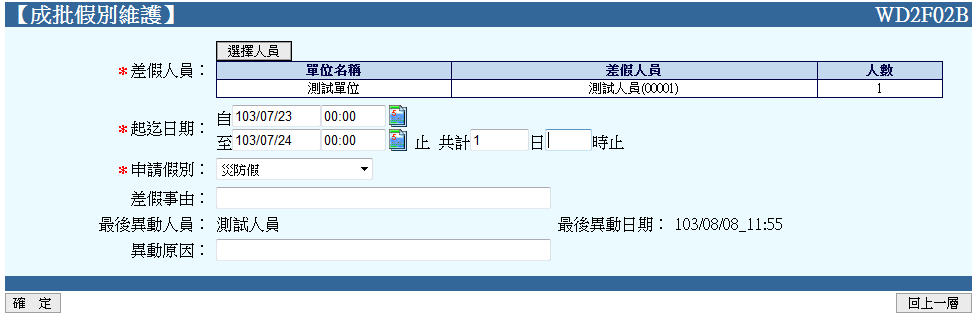 【成批假別維護】 WD2F02B
選擇人員
*差假人員：
單位名稱 差假人員 人數
測試單位 測試人員(00001) 1
*起迄日期：
自 103/07/23 00:00
至 103/07/24 00:00 止 共計 1 日 時止
*申請假別： 災防假
差假事由：
最後異動人員： 測試人員 最後異動日期： 103/08/08_11:55
異動原因：
確 定 回上一層